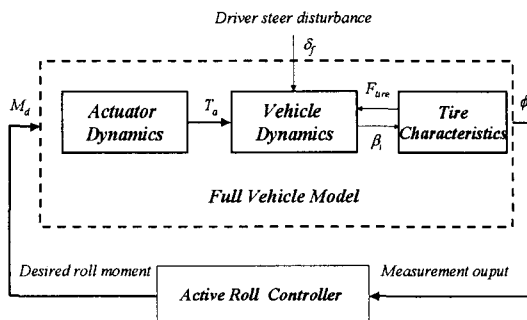 Driver steer disturbance
δf
Md
Actuator
Dynamics
Ta
Vehicle
Dynamics
Ftire
βi
Tire
Characteristics
ϕ
Full Vehicle Model
Desired roll moment
Active Roll Controller
Measurement ouput